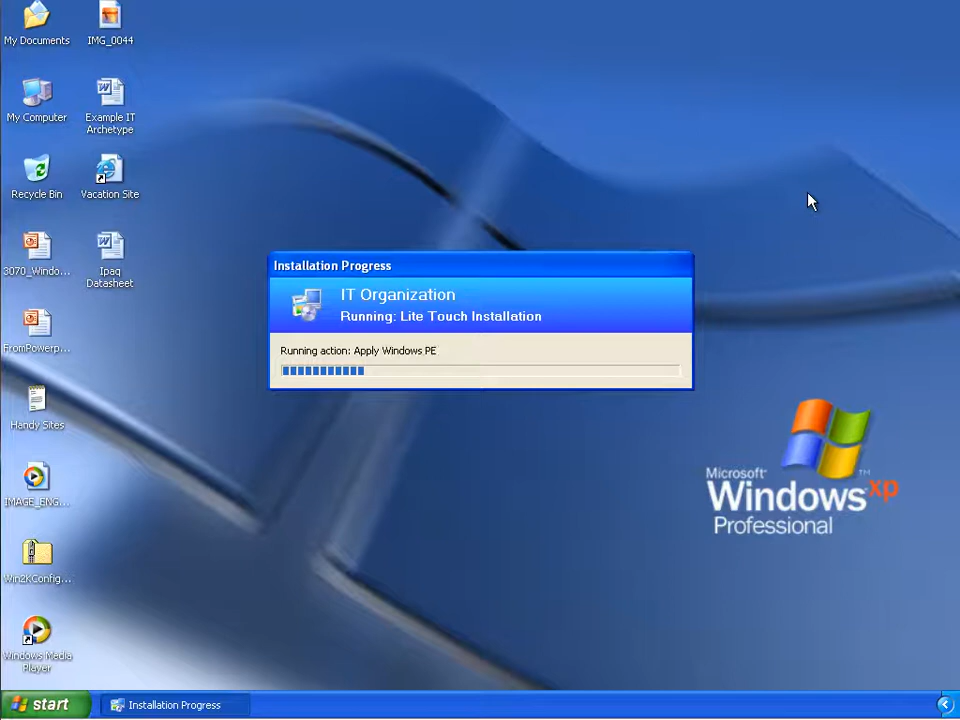 My Documents
IMG_0044
My Computer
Example IT
Archetype
Recycle Bin
Vacation Site
3070_Windo...
Ipaq
Datasheet
FromPowerp...
Handy Sites
IMAGE_ENG...
Win2KConfig...
Windows Media
Player
Installation Progress
IT Organization
Running: Lite Touch Installation
Running action: Apply Windows PE
Microsoft
Windows xp
Professional
TM
start
Installation Progress